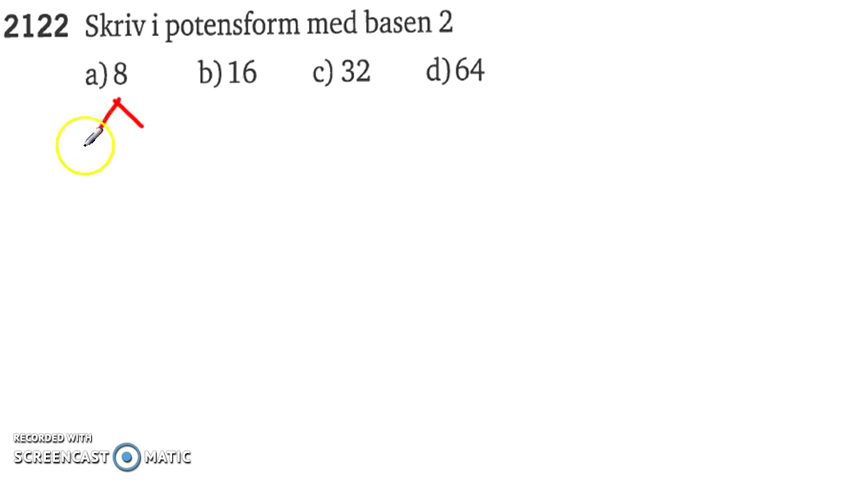 2122 Skriv i potensform med basen 2
a) 8 b) 16 c) 32 d) 64
RECORDED WITH
SCREENCAST MATIC